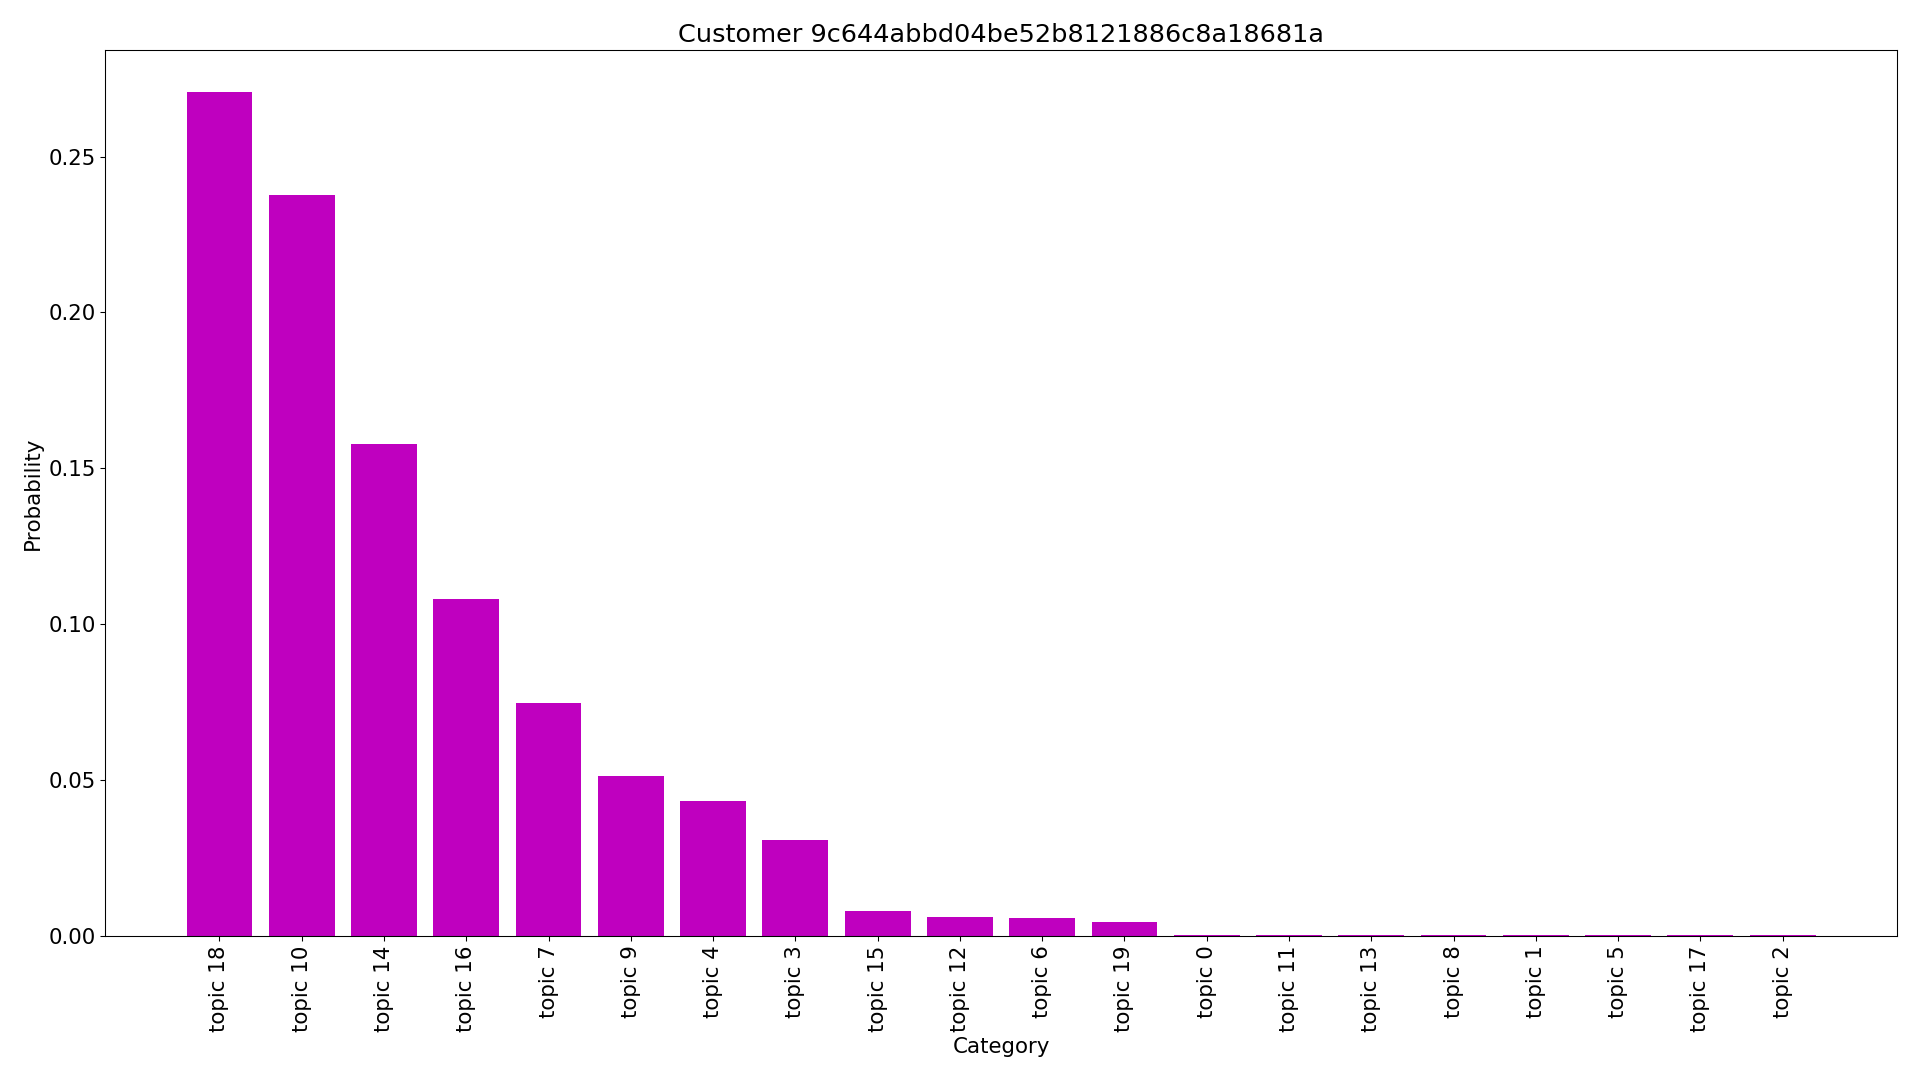 Customer 9c644abbd04be52b8121886c8a18681a
Probability
0.25
0.20
0.15
0.10
0.05
0.00
topic 18
topic 10
topic 14
topic 16
topic 7
topic 9
topic 4
topic 3
topic 15
topic 12
topic 6
topic 19
topic 0
topic 11
topic 13
topic 8
topic 1
topic 5
topic 17
topic 2
Category